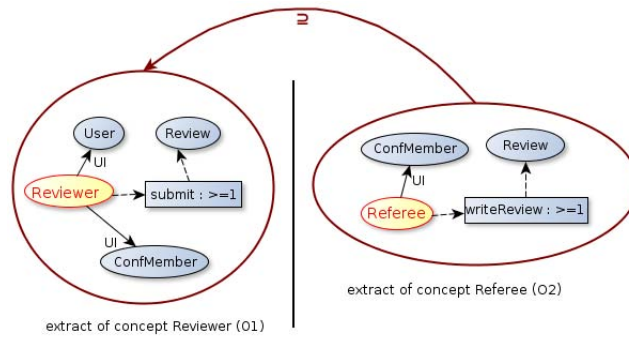 ⊇
User
Review
UI
Reviewer
submit : >=1
UI
ConfMember
extract of concept Reviewer (O1)
ConfMember
Review
UI
Referee
writeReview : >=1
extract of concept Referee (O2)